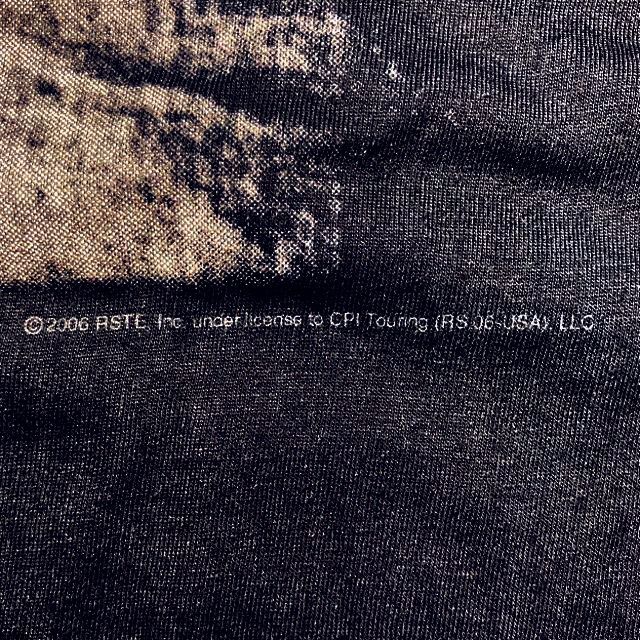 ©2006 RSTE, Inc. under license to CPI Touring (RS 06-USA), LLC